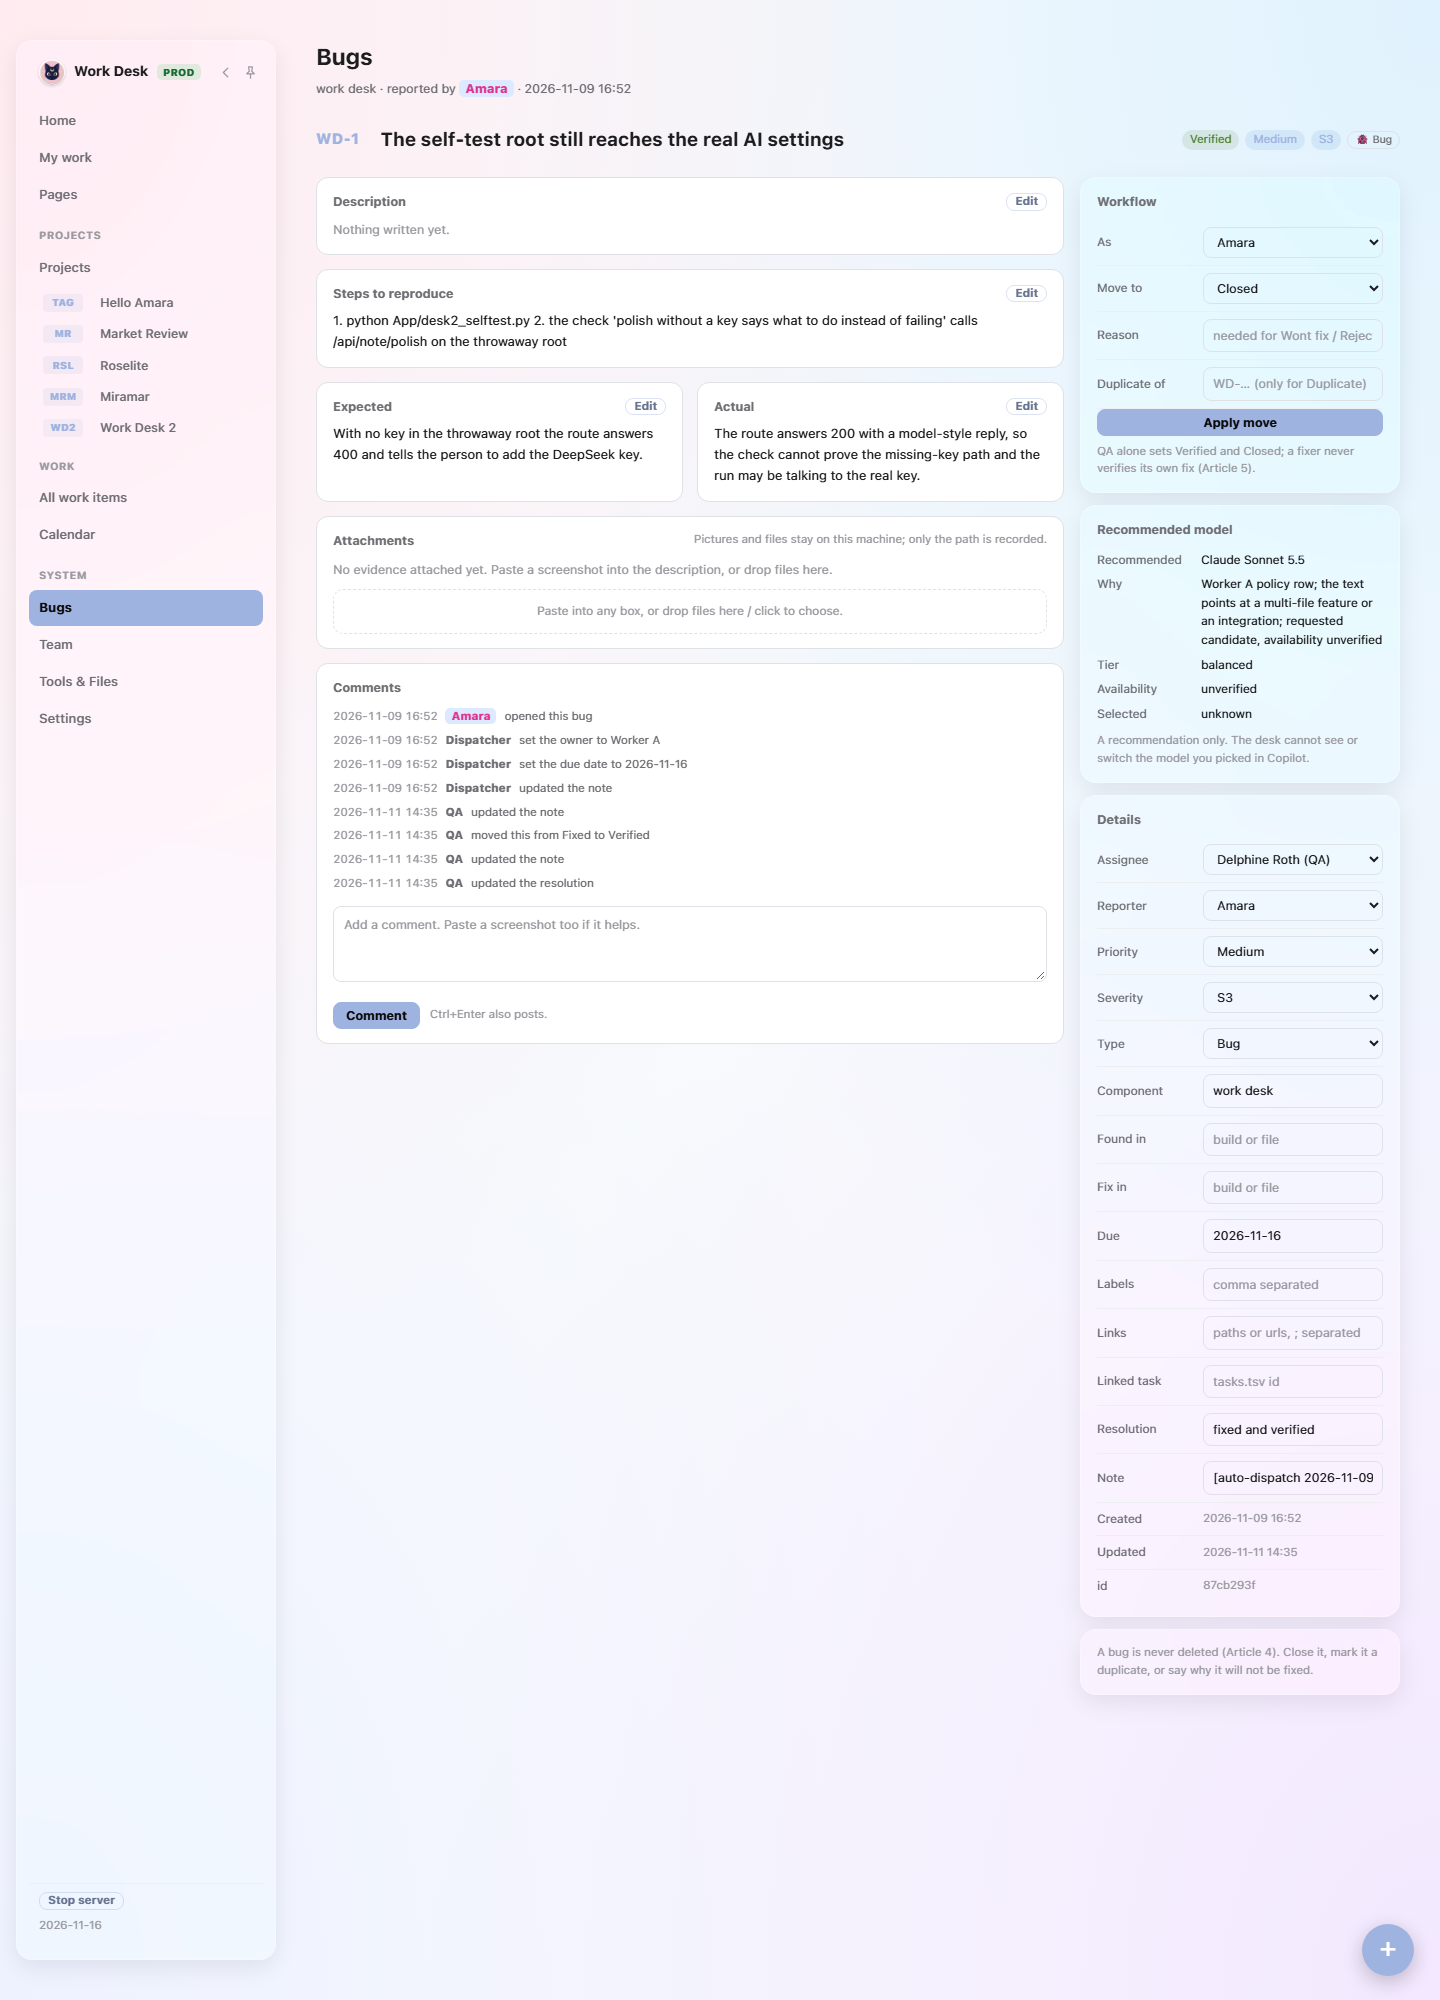 Work Desk PROD
Home
My work
Pages
PROJECTS
Projects
TAG Hello Amara
MR Market Review
RSL Roselite
MRM Miramar
WD2 Work Desk 2
WORK
All work items
Calendar
SYSTEM
Bugs
Team
Tools & Files
Settings
Stop server
2026-11-16
Bugs
work desk · reported by Amara · 2026-11-09 16:52
WD-1 The self-test root still reaches the real AI settings
Verified Medium S3 Bug
Description Edit
Nothing written yet.
Steps to reproduce Edit
1. python App/desk2_selftest.py 2. the check 'polish without a key says what to do instead of failing' calls
/api/note/polish on the throwaway root
Expected Edit
With no key in the throwaway root the route answers
400 and tells the person to add the DeepSeek key.
Actual Edit
The route answers 200 with a model-style reply, so
the check cannot prove the missing-key path and the
run may be talking to the real key.
Attachments Pictures and files stay on this machine; only the path is recorded.
No evidence attached yet. Paste a screenshot into the description, or drop files here.
Paste into any box, or drop files here / click to choose.
Comments
2026-11-09 16:52 Amara opened this bug
2026-11-09 16:52 Dispatcher set the owner to Worker A
2026-11-09 16:52 Dispatcher set the due date to 2026-11-16
2026-11-09 16:52 Dispatcher updated the note
2026-11-11 14:35 QA updated the note
2026-11-11 14:35 QA moved this from Fixed to Verified
2026-11-11 14:35 QA updated the note
2026-11-11 14:35 QA updated the resolution
Add a comment. Paste a screenshot too if it helps.
Comment Ctrl+Enter also posts.
Workflow
As Amara
Move to Closed
Reason needed for Wont fix / Rejec
Duplicate of WD-... (only for Duplicate)
Apply move
QA alone sets Verified and Closed; a fixer never
verifies its own fix (Article 5).
Recommended model
Recommended Claude Sonnet 5.5
Why Worker A policy row; the text
points at a multi-file feature or
an integration; requested
candidate, availability unverified
Tier balanced
Availability unverified
Selected unknown
A recommendation only. The desk cannot see or
switch the model you picked in Copilot.
Details
Assignee Delphine Roth (QA)
Reporter Amara
Priority Medium
Severity S3
Type Bug
Component work desk
Found in build or file
Fix in build or file
Due 2026-11-16
Labels comma separated
Links paths or urls, ; separated
Linked task tasks.tsv id
Resolution fixed and verified
Note [auto-dispatch 2026-11-09
Created 2026-11-09 16:52
Updated 2026-11-11 14:35
id 87cb293f
A bug is never deleted (Article 4). Close it, mark it a
duplicate, or say why it will not be fixed.
+